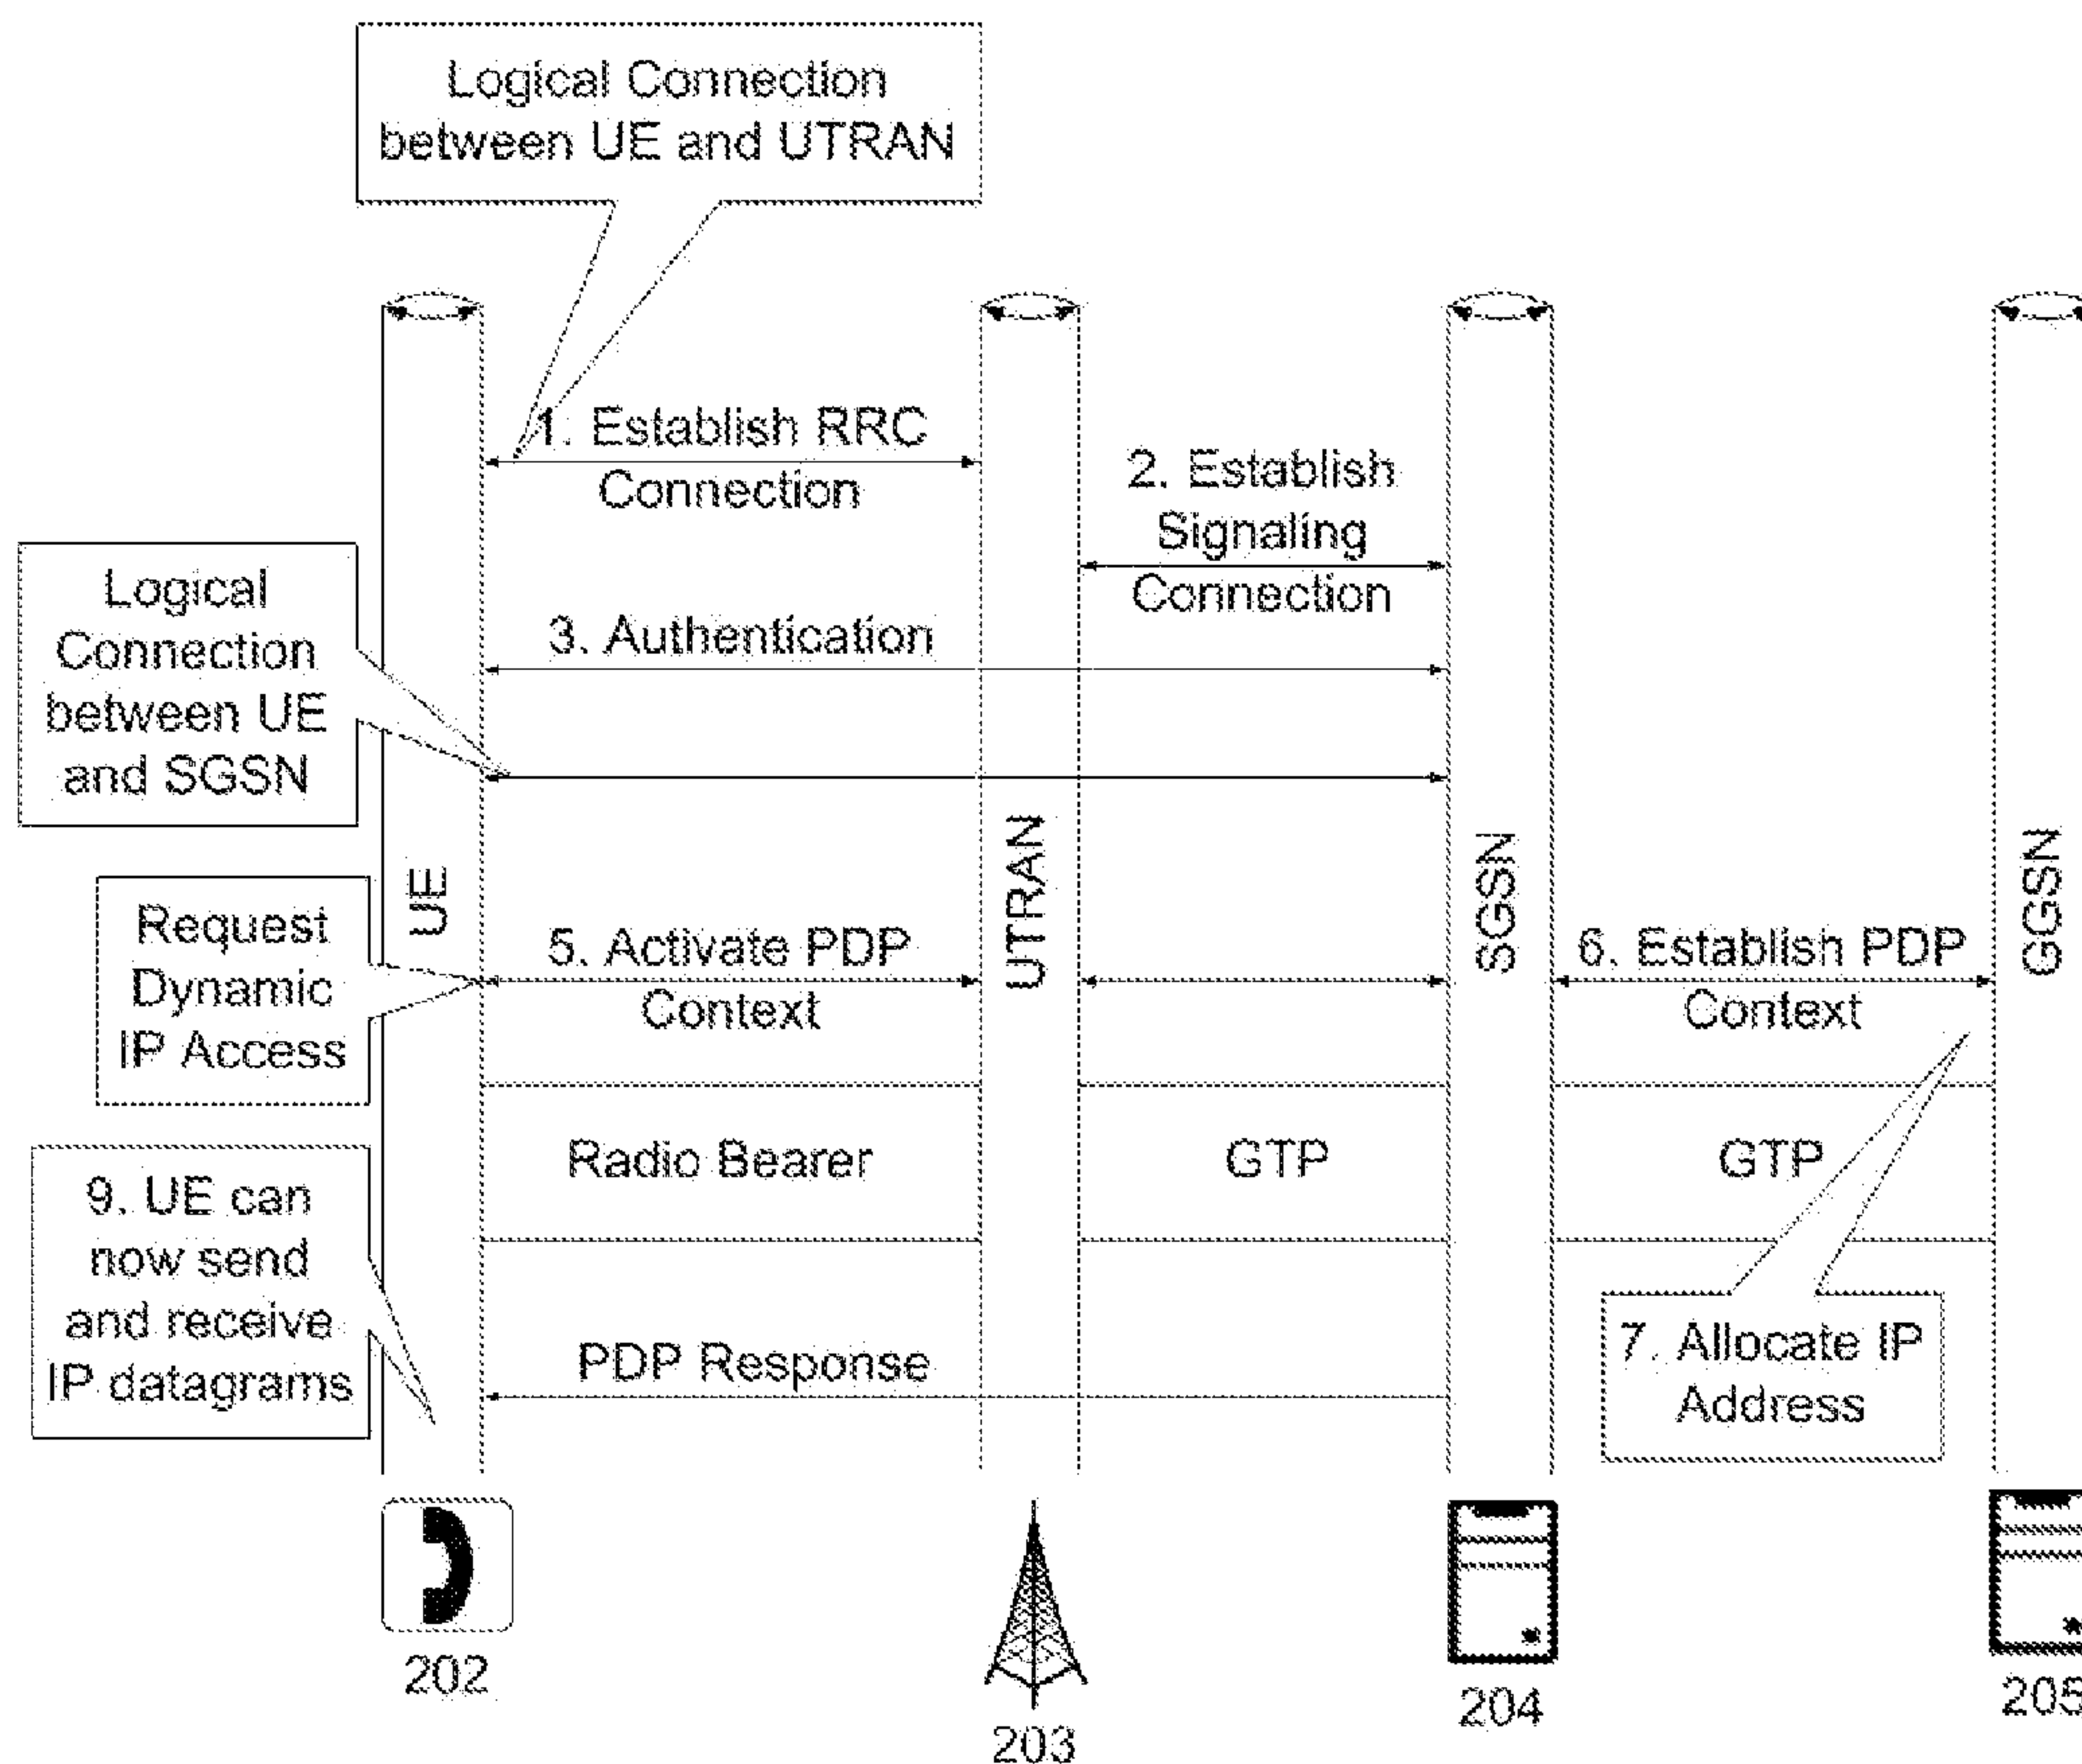 Logical Connection
between UE and UTRAN
1. Establish RRC
Connection
2. Establish
Signaling
Connection
Logical
Connection
between UE
and SGSN
3. Authentication
UE
UTRAN
SGSN
GGSN
Request
Dynamic
IP Access
5. Activate PDP
Context
6. Establish PDP
Context
Radio Bearer
GTP
GTP
9. UE can
now send
and receive
IP datagrams
PDP Response
7. Allocate IP
Address
202
203
204
205